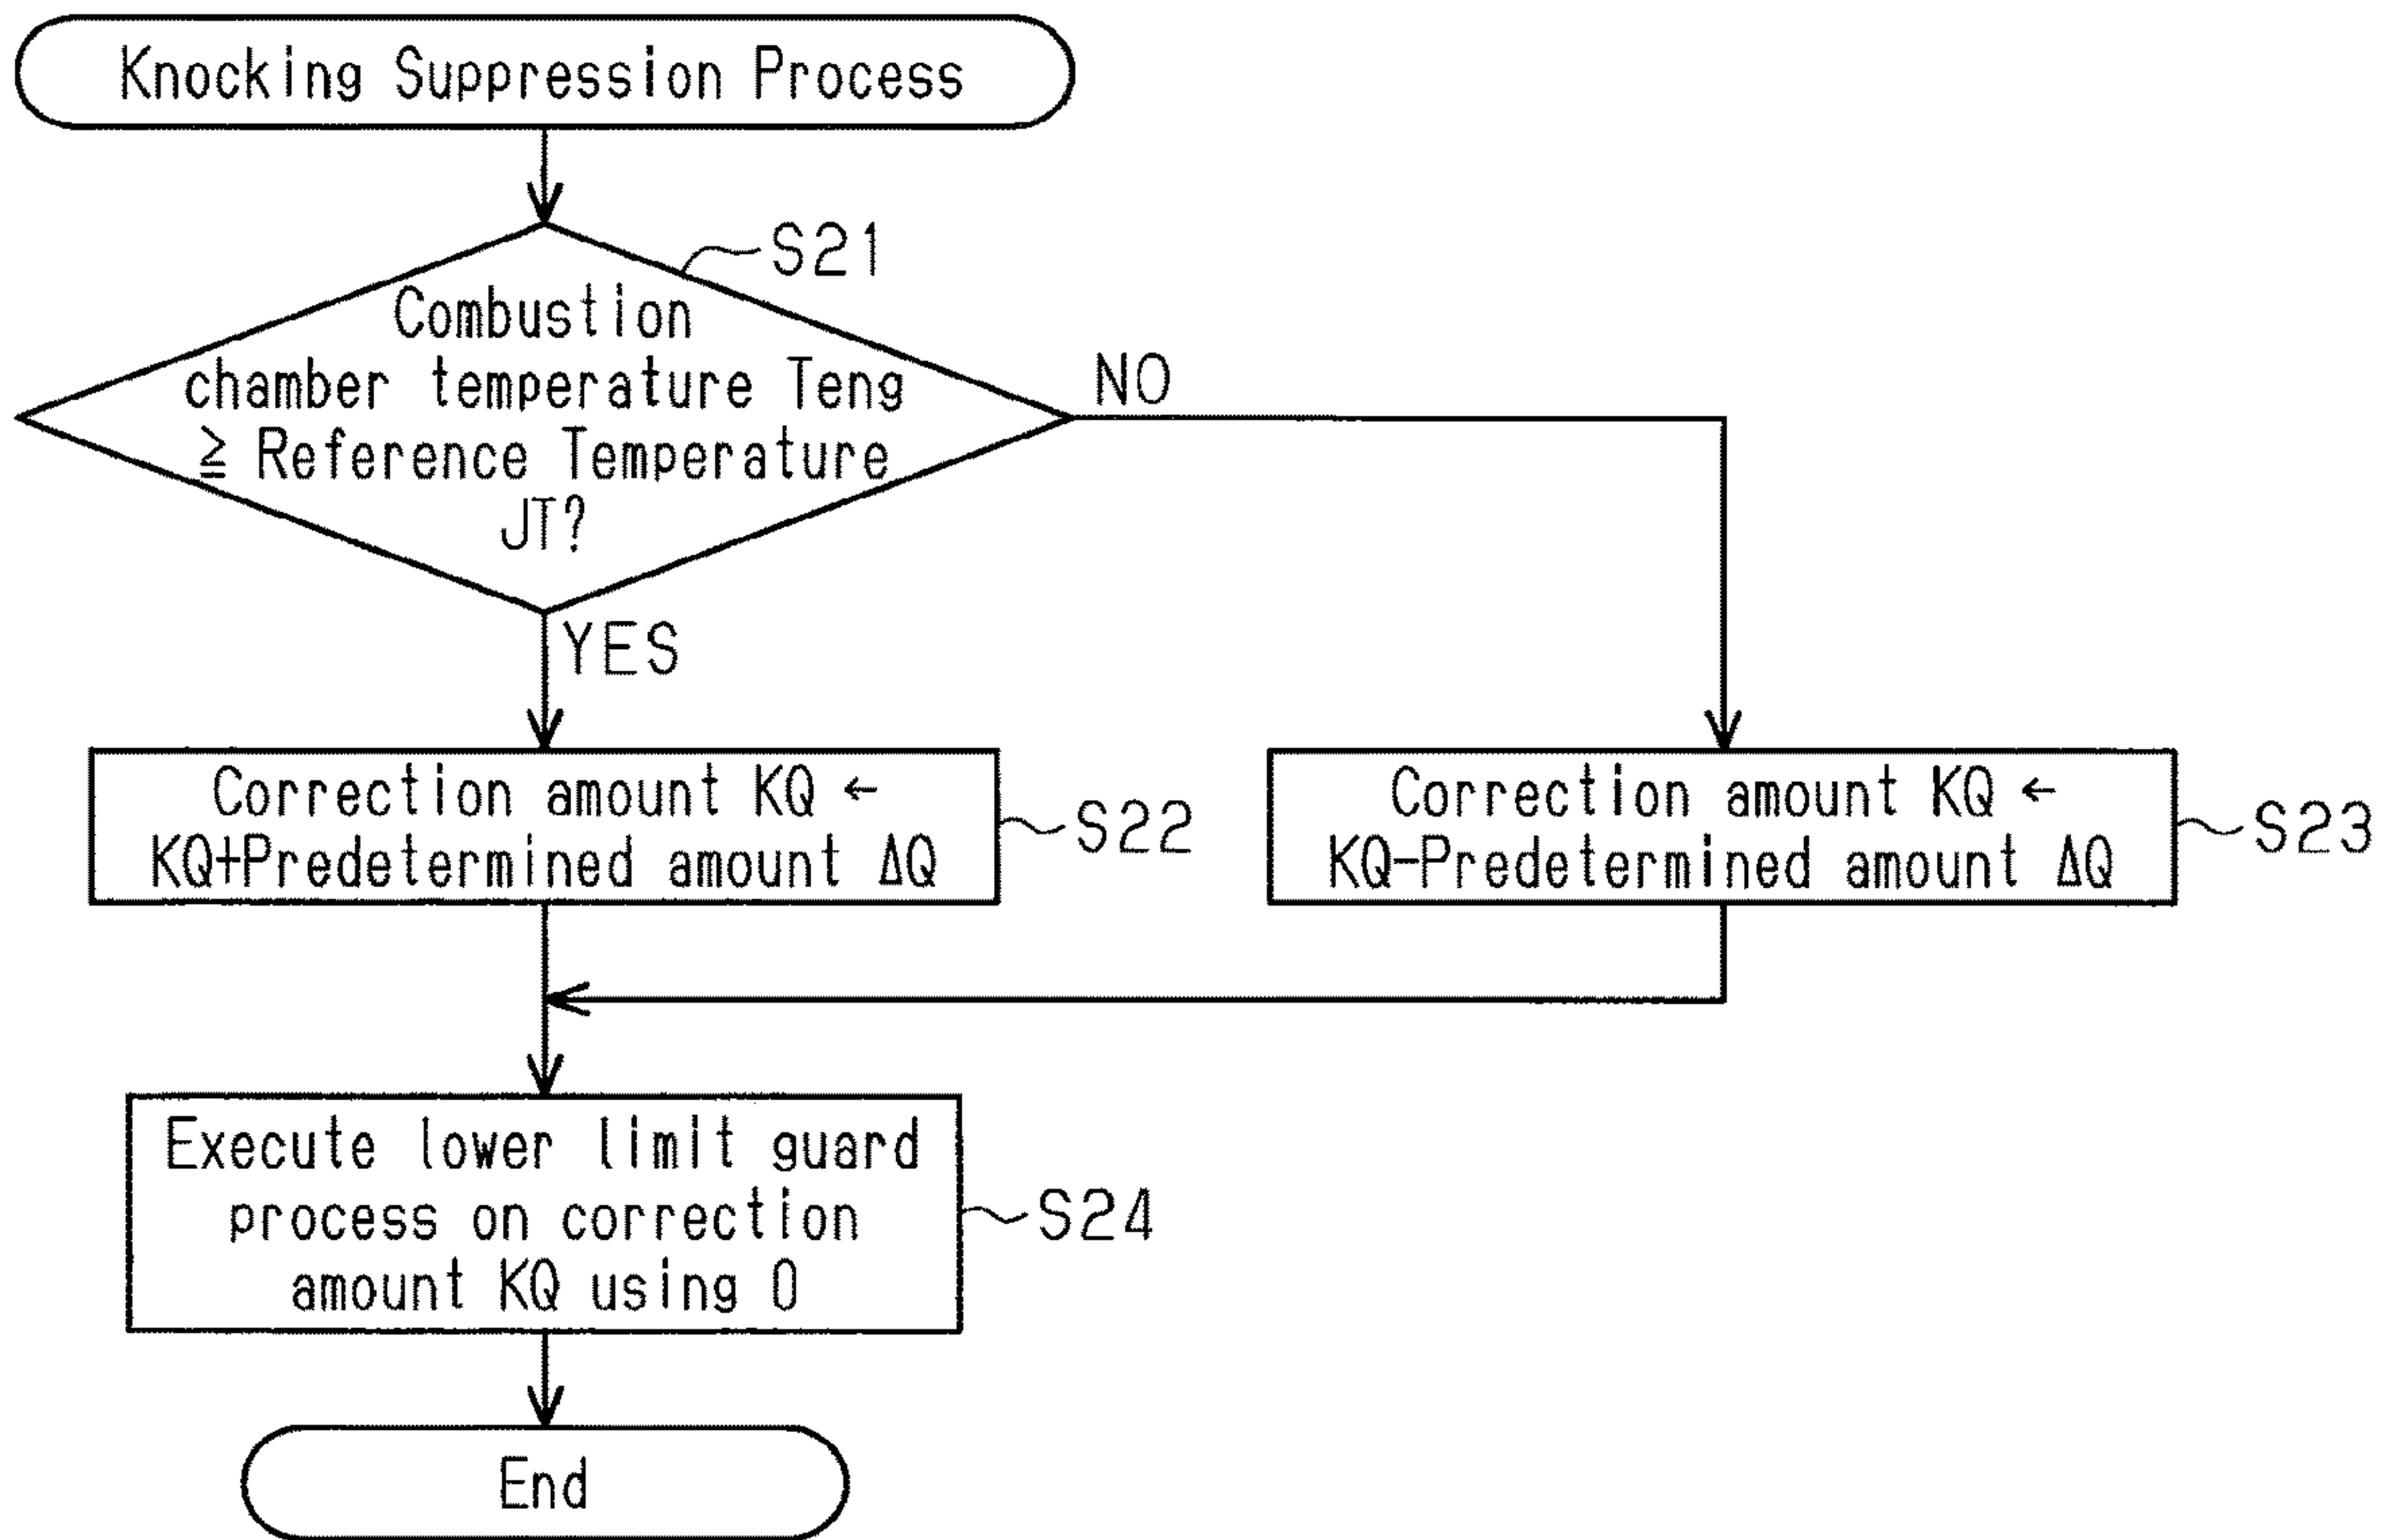 Knocking Suppression Process
S21
Combustion
chamber temperature Teng
≧ Reference Temperature
JT?
NO
YES
Correction amount KQ ←
KQ+Predetermined amount ΔQ
S22
Correction amount KQ ←
KQ-Predetermined amount ΔQ
S23
Execute lower limit guard
process on correction
amount KQ using 0
S24
End